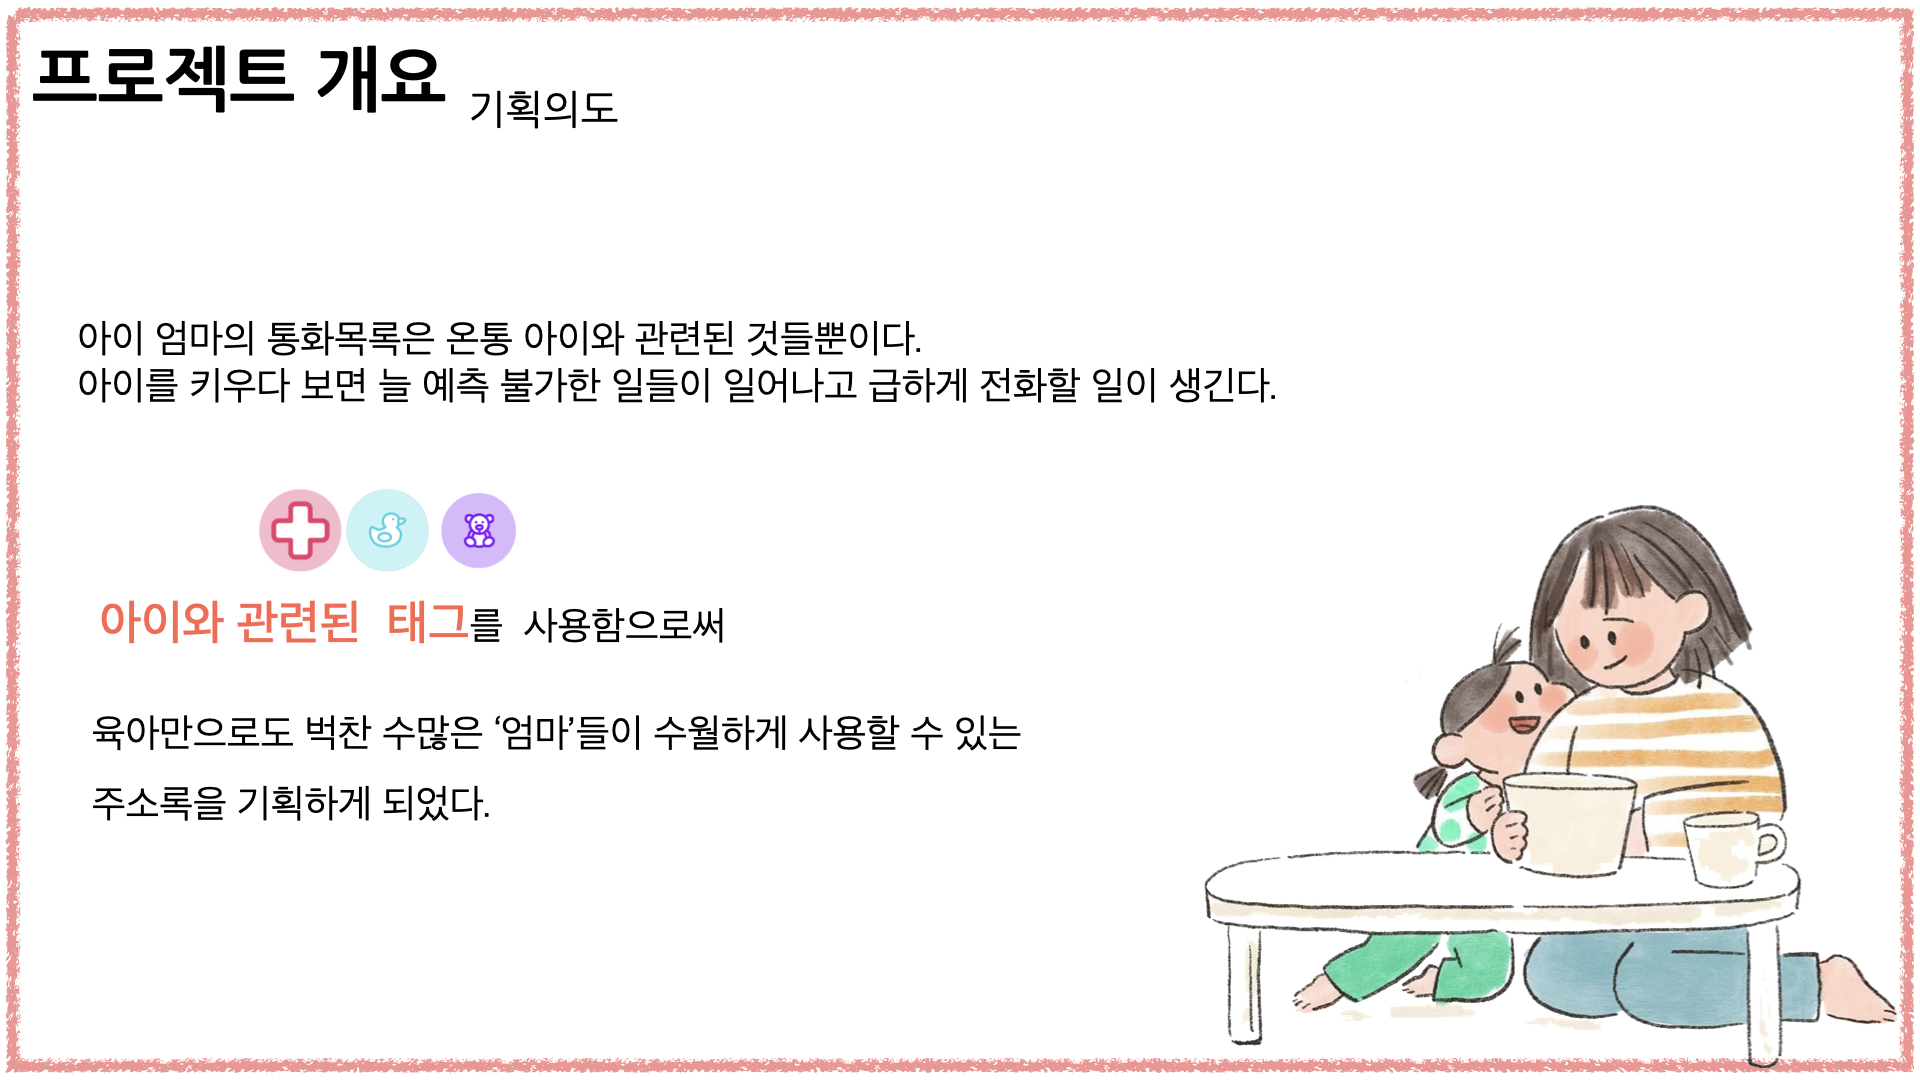 프로젝트 개요 기획의도
아이 엄마의 통화목록은 온통 아이와 관련된 것들뿐이다.
아이를 키우다 보면 늘 예측 불가한 일들이 일어나고 급하게 전화할 일이 생긴다.
아이와 관련된 태그를 사용함으로써
육아만으로도 벅찬 수많은 ‘엄마’들이 수월하게 사용할 수 있는
주소록을 기획하게 되었다.